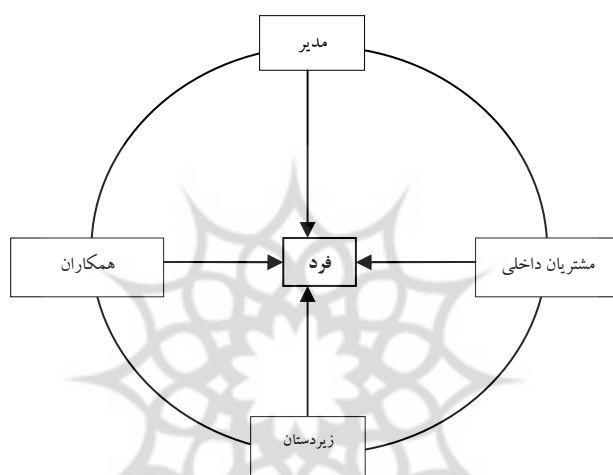 مدیر
همکاران
فرد
مشتریان داخلی
زیردستان